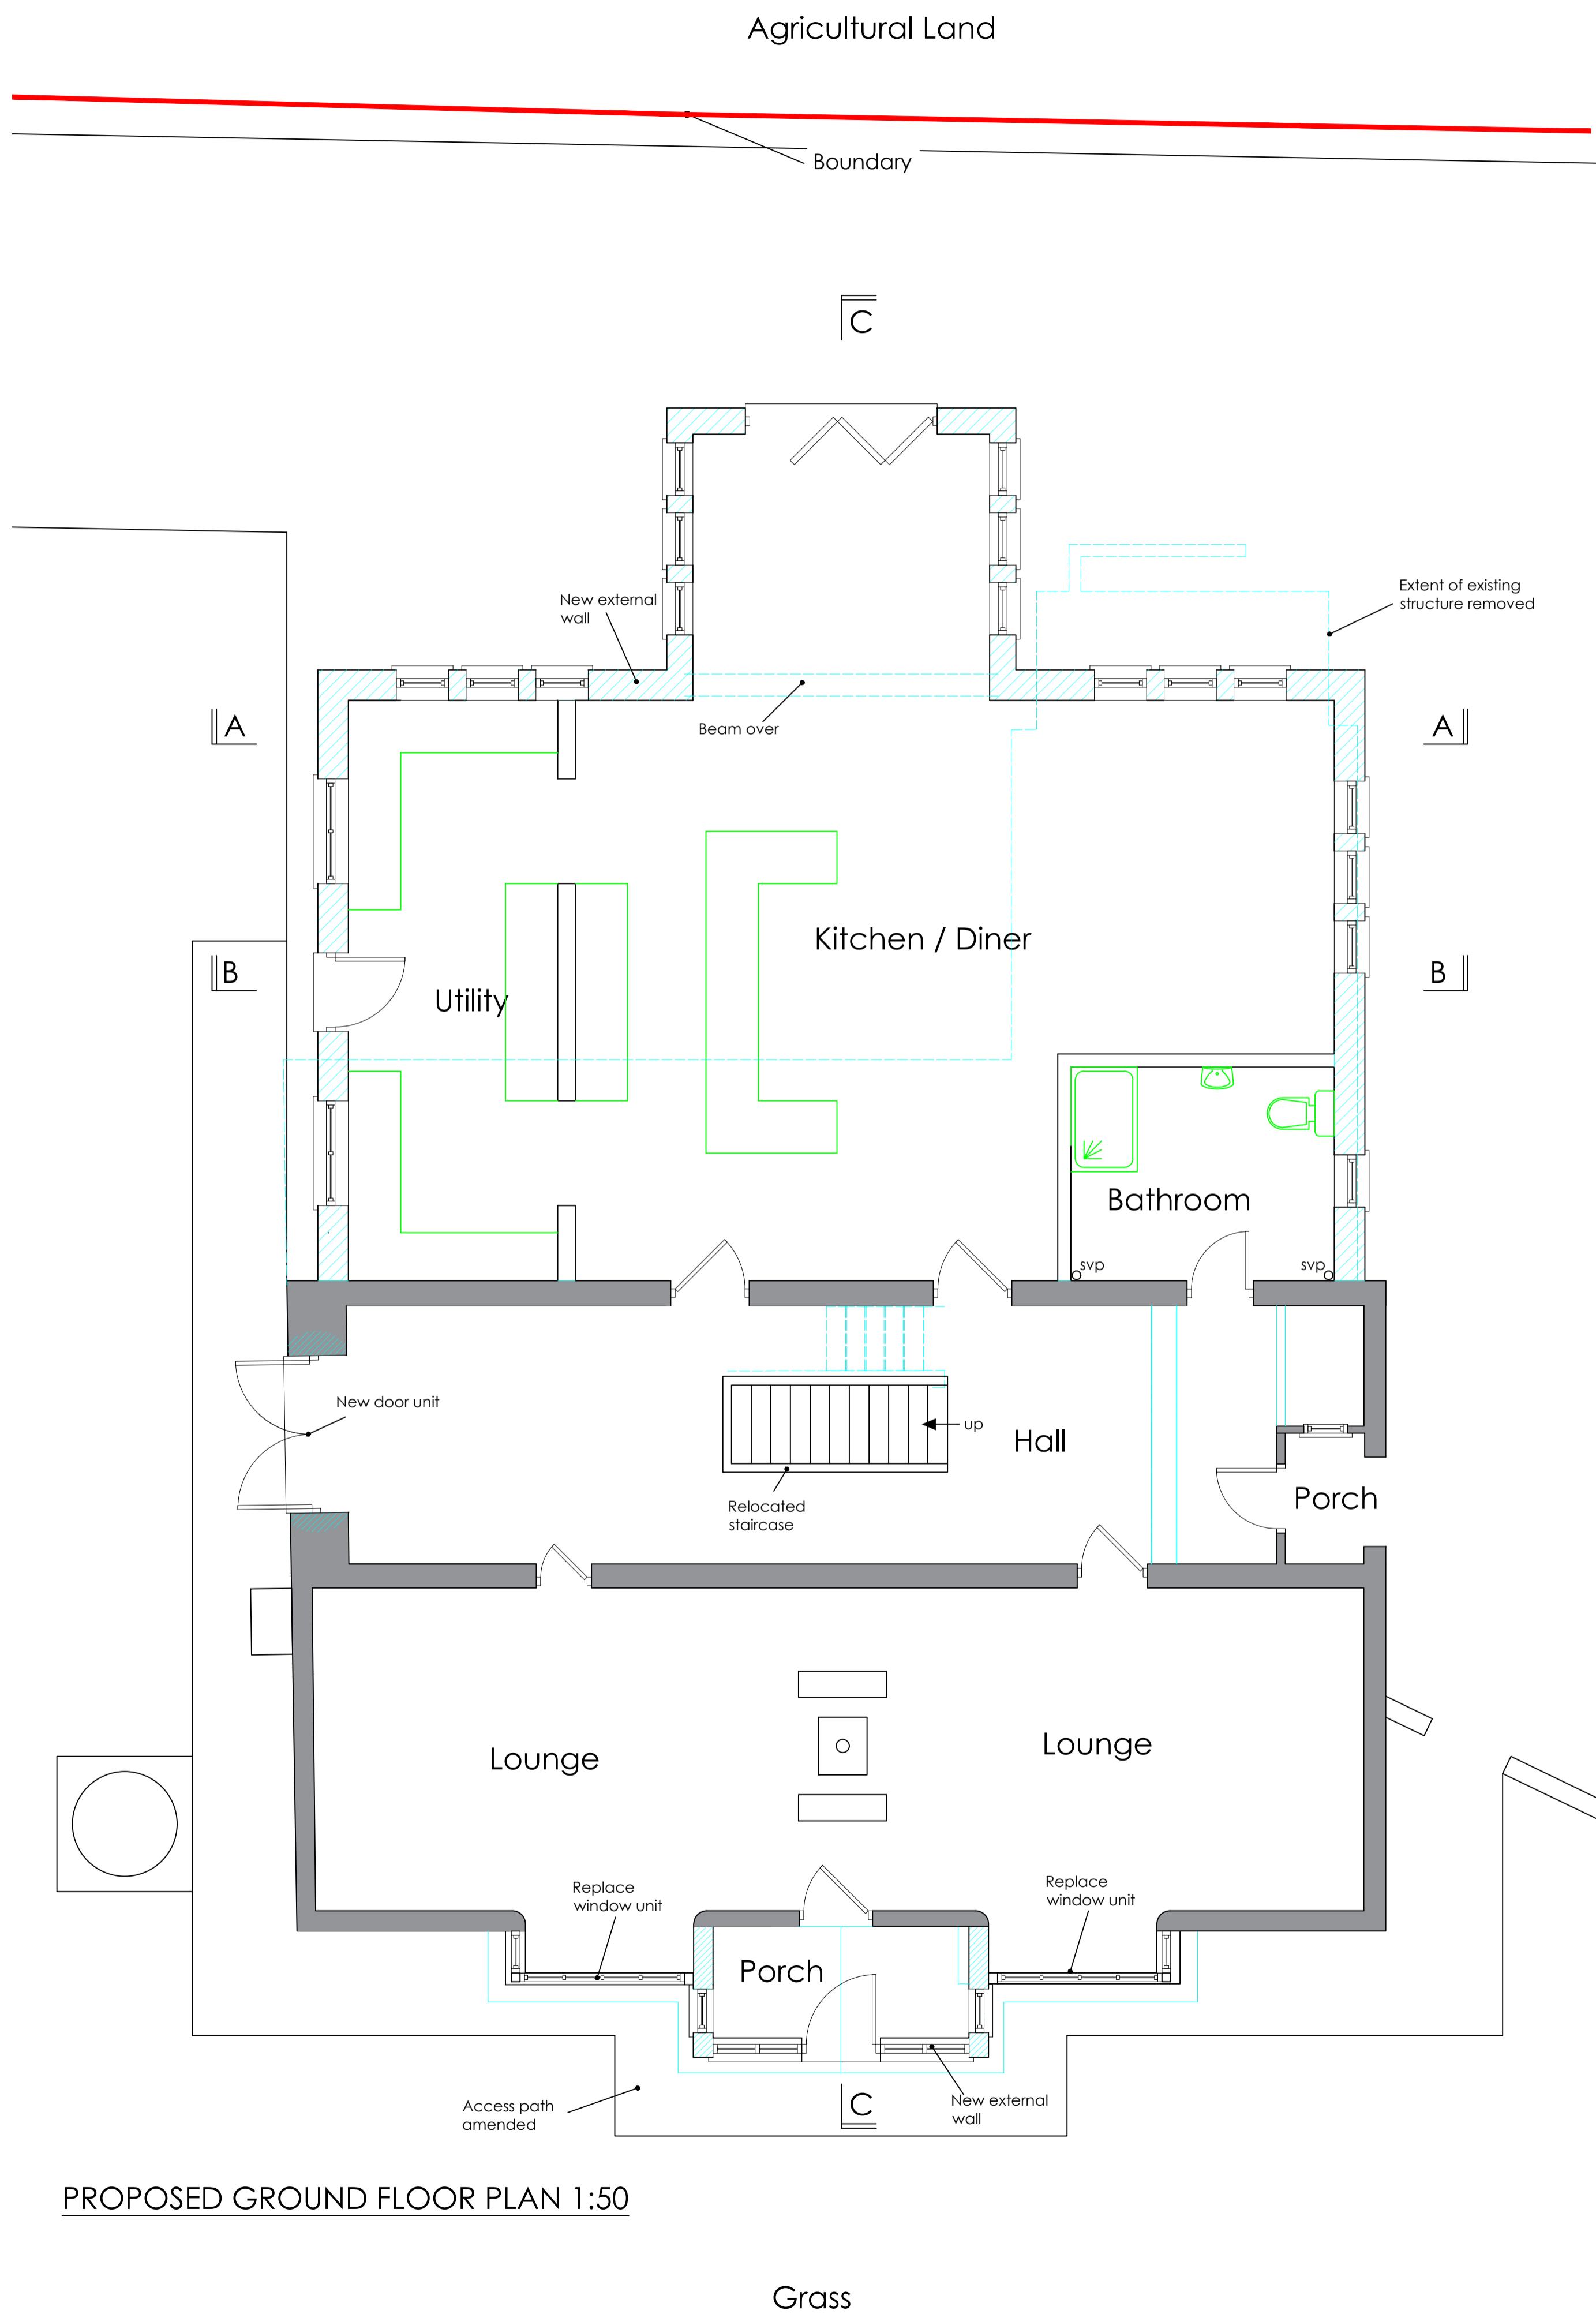 Agricultural Land
Boundary
C
Extent of existing
structure removed
New external
wall
A
A
Beam over
Kitchen / Diner
B
B
Utility
Bathroom
svp
svp
New door unit
up
Hall
Porch
Relocated
staircase
Lounge
Lounge
Replace
window unit
Replace
window unit
Porch
C
New external
wall
Access path
amended
PROPOSED GROUND FLOOR PLAN 1:50
Grass